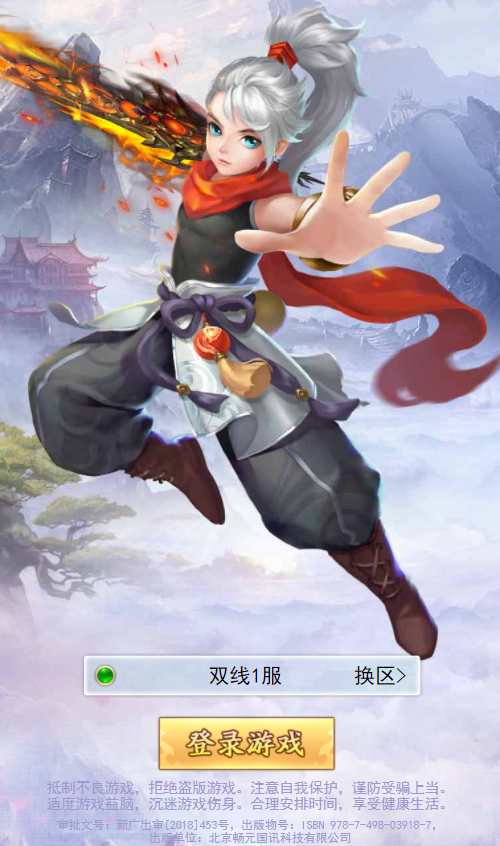 双线1服 换区>
登录游戏
抵制不良游戏，拒绝盗版游戏。注意自我保护，谨防受骗上当。
适度游戏益脑，沉迷游戏伤身。合理安排时间，享受健康生活。
审批文号：新广出审[2018]453号，出版物号：ISBN 978-7-498-03918-7，
出版单位：北京畅元国讯科技有限公司